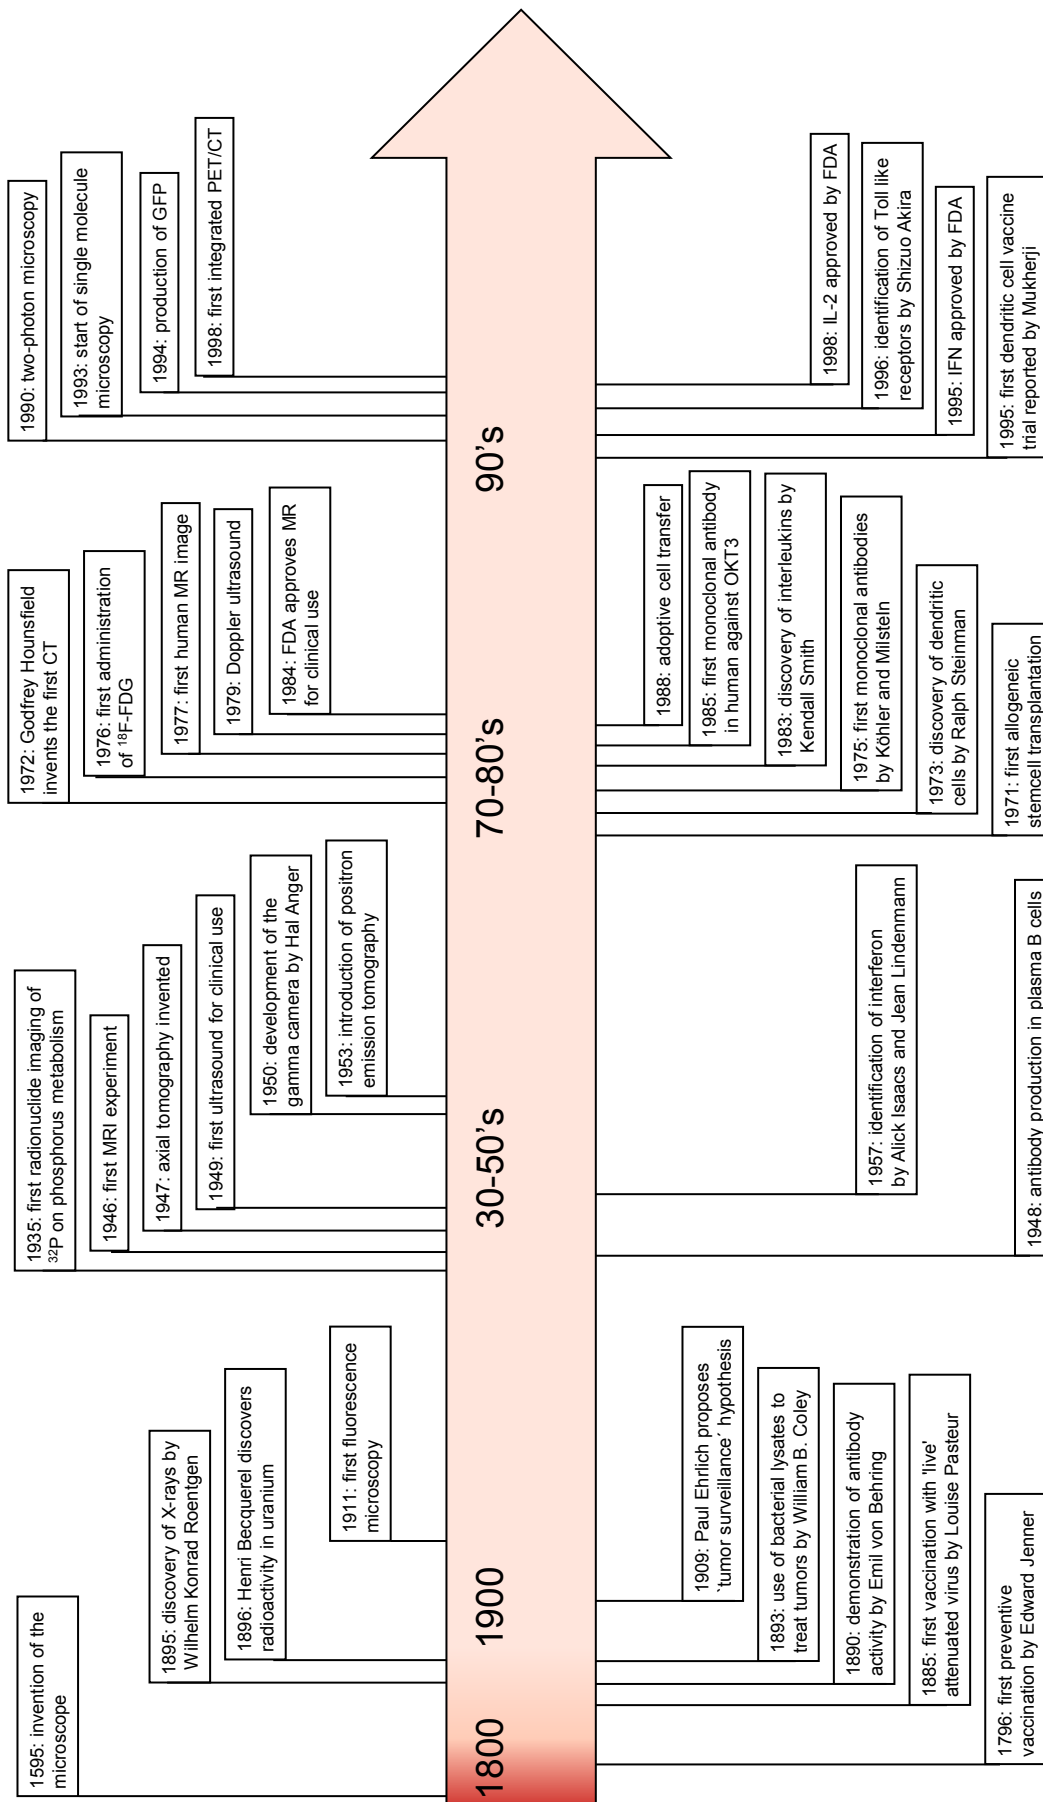 1595: invention of the
microscope
1895: discovery of X-rays by
Wilhelm Konrad Roentgen
1896: Henri Becquerel discovers
radioactivity in uranium
1911: first fluorescence
microscopy
1935: first radionuclide imaging of
³²P on phosphorus metabolism
1946: first MRI experiment
1947: axial tomography invented
1949: first ultrasound for clinical use
1950: development of the
gamma camera by Hal Anger
1953: introduction of positron
emission tomography
1972: Godfrey Hounsfield
invents the first CT
1976: first administration
of ¹⁸F-FDG
1977: first human MR image
1979: Doppler ultrasound
1984: FDA approves MR
for clinical use
1990: two-photon microscopy
1993: start of single molecule
microscopy
1994: production of GFP
1998: first integrated PET/CT
1800
1900
30-50's
70-80's
90's
1909: Paul Ehrlich proposes
`tumor surveillance´ hypothesis
1893: use of bacterial lysates to
treat tumors by William B. Coley
1890: demonstration of antibody
activity by Emil von Behring
1885: first vaccination with 'live'
attenuated virus by Louise Pasteur
1796: first preventive
vaccination by Edward Jenner
1957: identification of interferon
by Alick Isaacs and Jean Lindenmann
1948: antibody production in plasma B cells
1988: adoptive cell transfer
1985: first monoclonal antibody
in human against OKT3
1983: discovery of interleukins by
Kendall Smith
1975: first monoclonal antibodies
by Köhler and Milstein
1973: discovery of dendritic
cells by Ralph Steinman
1971: first allogeneic
stemcell transplantation
1998: IL-2 approved by FDA
1996: identification of Toll like
receptors by Shizuo Akira
1995: IFN approved by FDA
1995: first dendritic cell vaccine
trial reported by Mukherji